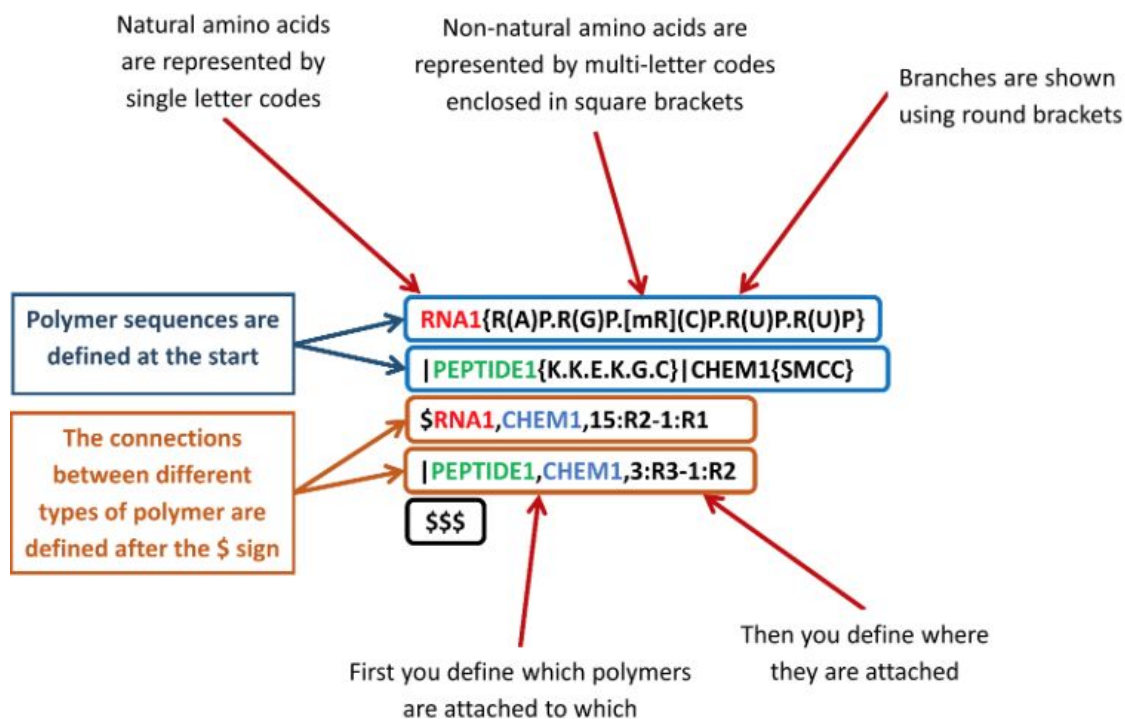 Natural amino acids
are represented by
single letter codes
Non-natural amino acids are
represented by multi-letter codes
enclosed in square brackets
Branches are shown
using round brackets
Polymer sequences are
defined at the start
RNA1{R(A)P.R(G)P.[mR](C)P.R(U)P.R(U)P}
|PEPTIDE1{K.K.E.K.G.C}|CHEM1{SMCC}
The connections
between different
types of polymer are
defined after the $ sign
$RNA1,CHEM1,15:R2-1:R1
|PEPTIDE1,CHEM1,3:R3-1:R2
$$$
First you define which polymers
are attached to which
Then you define where
they are attached